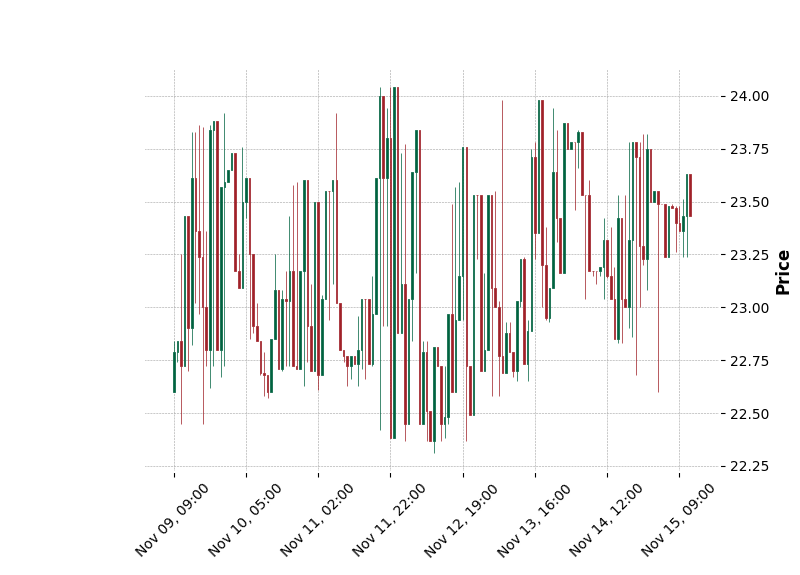 24.00
23.75
23.50
23.25
23.00
22.75
22.50
22.25
Price
Nov 09, 09:00
Nov 10, 05:00
Nov 11, 02:00
Nov 11, 22:00
Nov 12, 19:00
Nov 13, 16:00
Nov 14, 12:00
Nov 15, 09:00